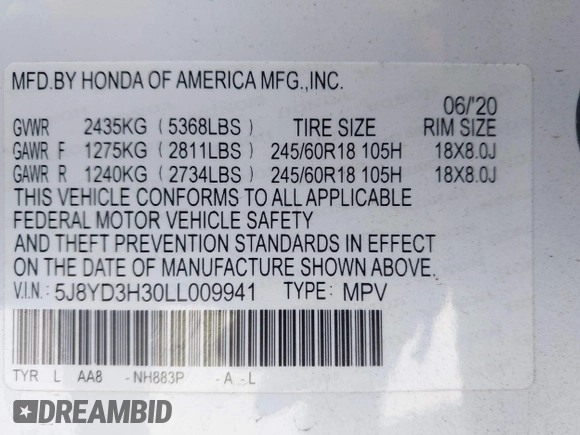 MFD.BY HONDA OF AMERICA MFG.,INC.
06/'20
GVWR 2435KG (5368LBS) TIRE SIZE RIM SIZE
GAWR F 1275KG (2811LBS) 245/60R18 105H 18X8.0J
GAWR R 1240KG (2734LBS) 245/60R18 105H 18X8.0J
THIS VEHICLE CONFORMS TO ALL APPLICABLE
FEDERAL MOTOR VEHICLE SAFETY
AND THEFT PREVENTION STANDARDS IN EFFECT
ON THE DATE OF MANUFACTURE SHOWN ABOVE.
V.I.N.: 5J8YD3H30LL009941 TYPE: MPV
TYR L AA8 -NH883P -A -L
DREAMBID